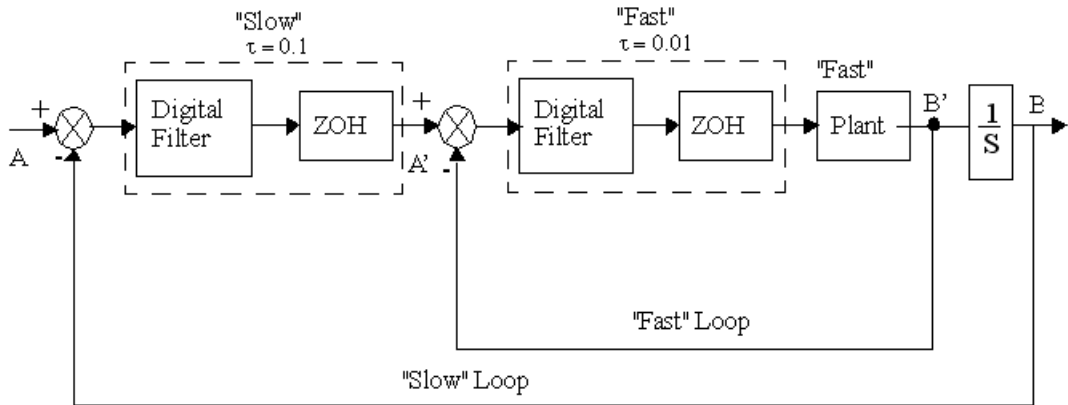 "Slow"
τ = 0.1
"Fast"
τ = 0.01
"Fast"
+
A
-
Digital
Filter
ZOH
+
A'
-
Digital
Filter
ZOH
Plant
B'
1
S
B
"Fast" Loop
"Slow" Loop